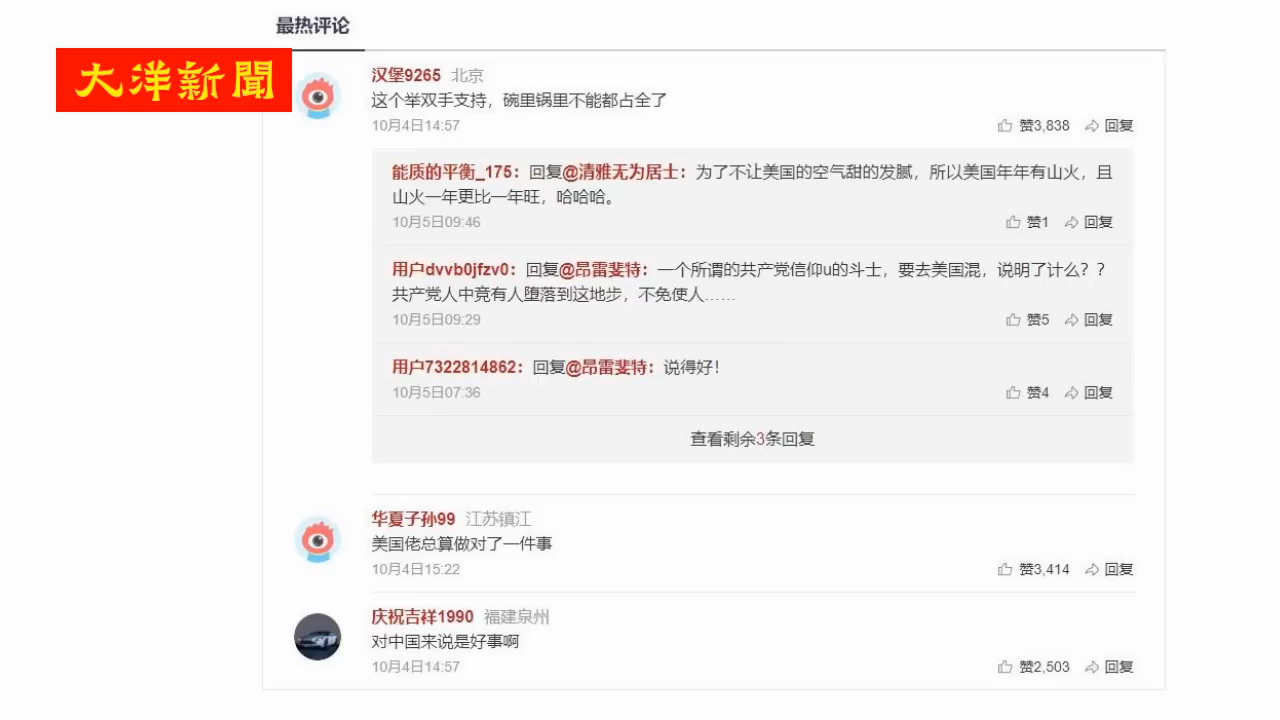 最热评论
大洋新聞
汉堡9265 北京
这个举双手支持，碗里锅里不能都占全了
10月4日14:57 赞3,838 回复
能质的平衡_175：回复@清雅无为居士：为了不让美国的空气甜的发腻，所以美国年年有山火，且
山火一年更比一年旺，哈哈哈。
10月5日09:46 赞1 回复
用户dvvb0jfzv0：回复@昂雷斐特：一个所谓的共产党信仰u的斗士，要去美国混，说明了计么？？
共产党人中竟有人堕落到这地步，不免使人……
10月5日09:29 赞5 回复
用户7322814862：回复@昂雷斐特：说得好！
10月5日07:36 赞4 回复
查看剩余3条回复
华夏子孙99 江苏镇江
美国佬总算做对了一件事
10月4日15:22 赞3,414 回复
庆祝吉祥1990 福建泉州
对中国来说是好事啊
10月4日14:57 赞2,503 回复